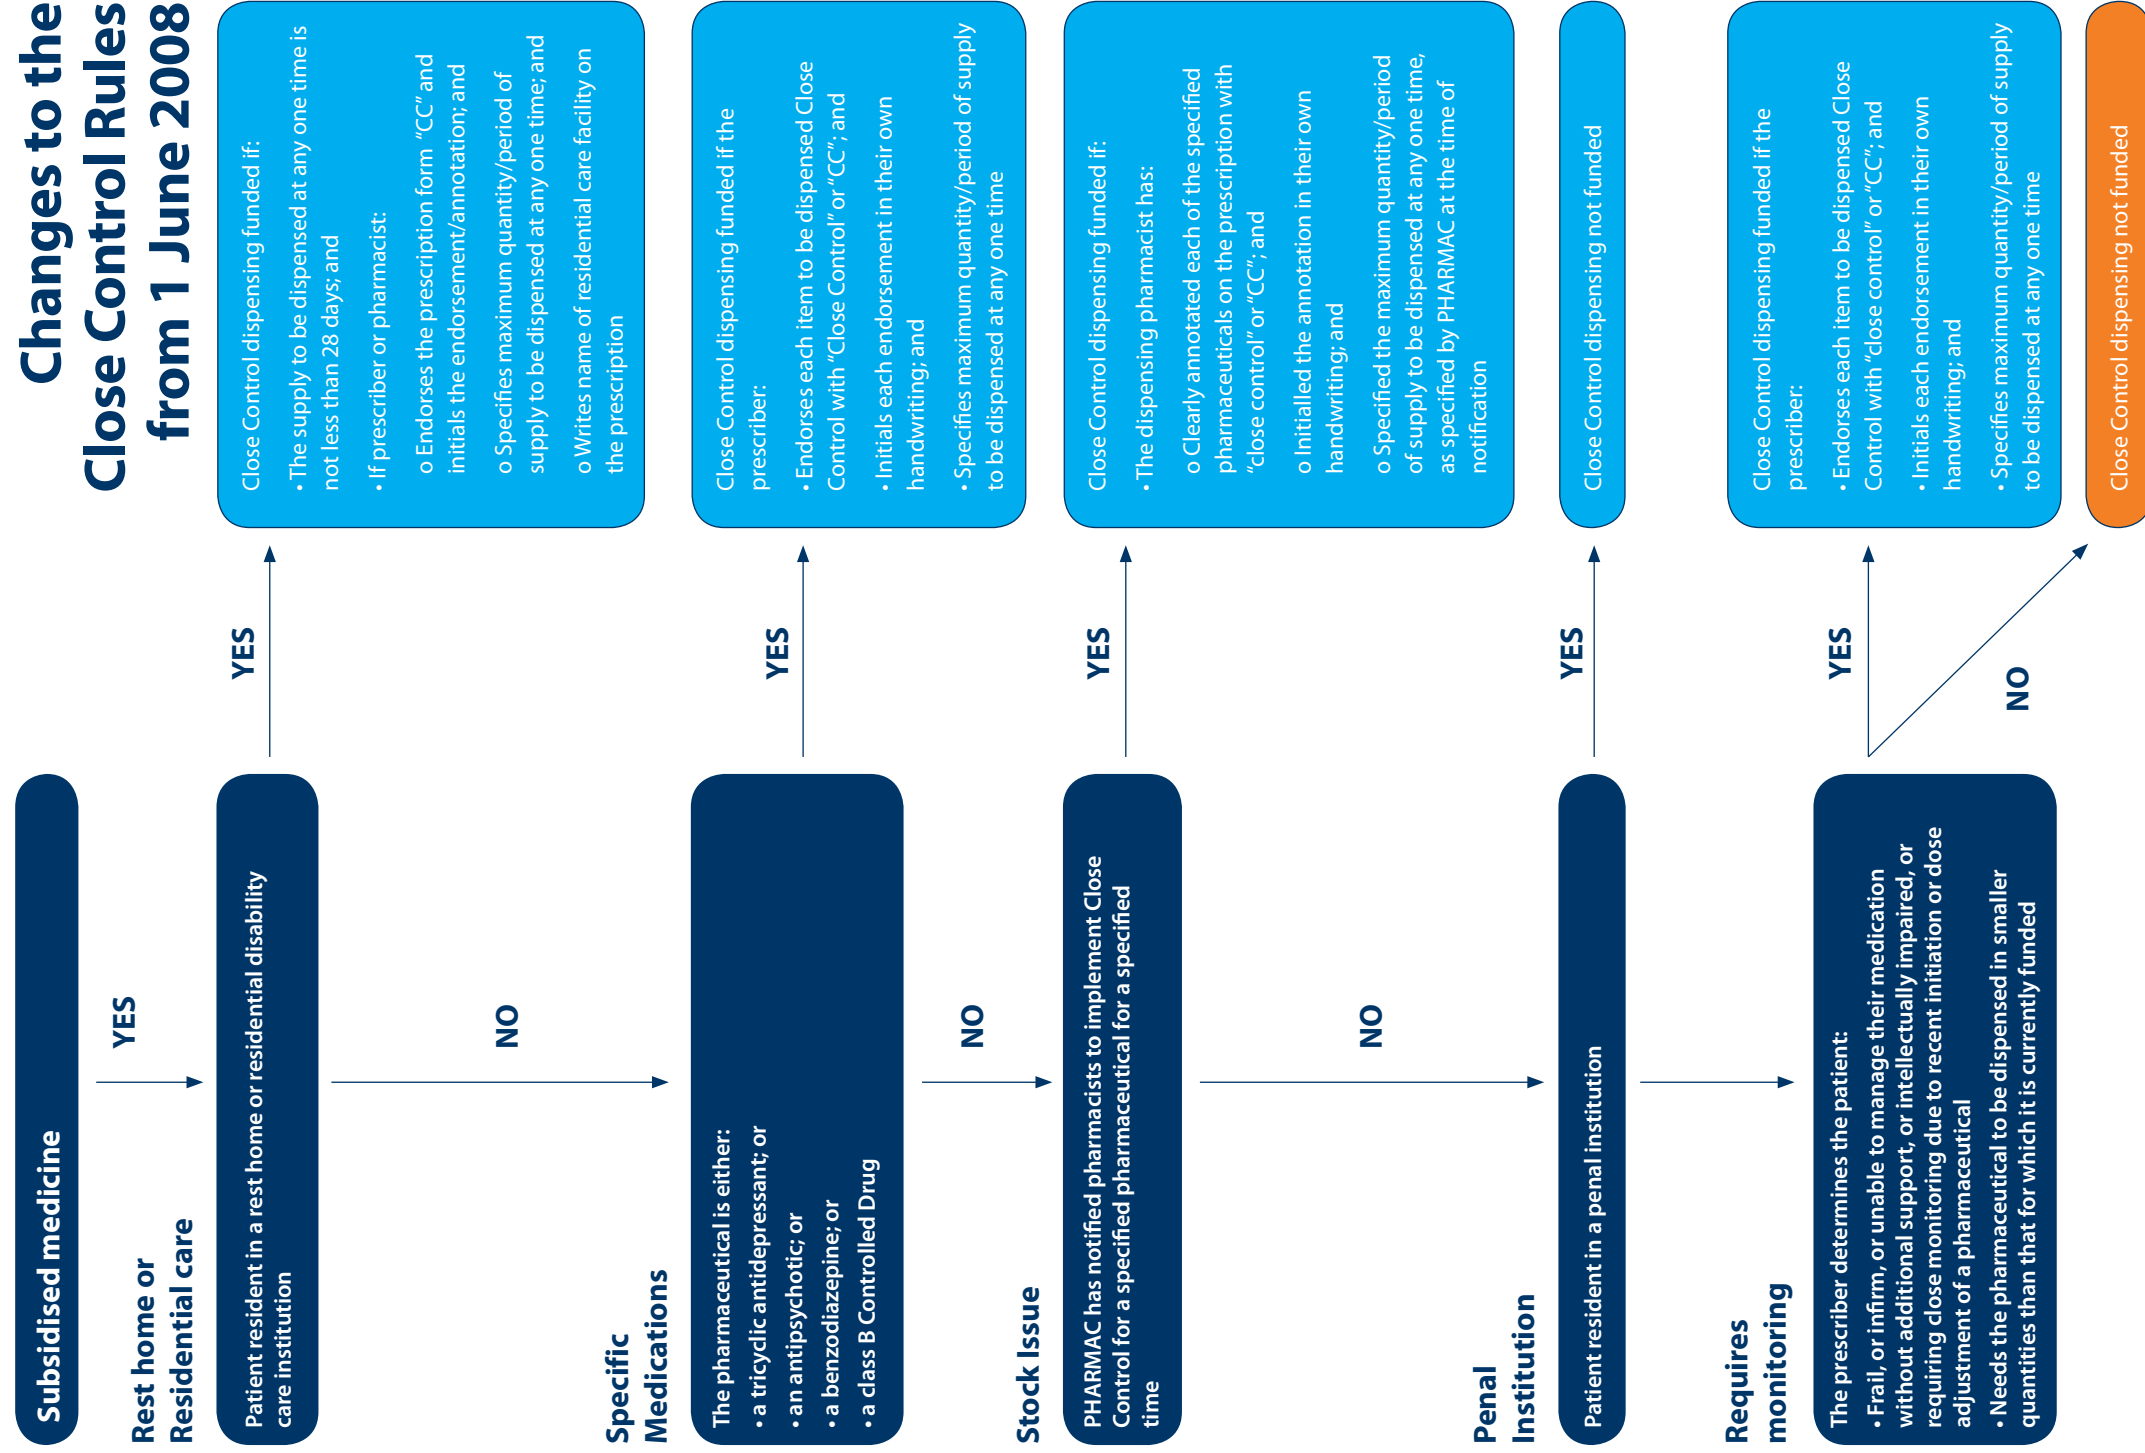 Changes to the
Close Control Rules
from 1 June 2008
Subsidised medicine
YES
Rest home or
Residential care
Patient resident in a rest home or residential disability
care institution
YES
Close Control dispensing funded if:
• The supply to be dispensed at any one time is
not less than 28 days; and
• If prescriber or pharmacist:
o Endorses the prescription form “CC” and
initials the endorsement/annotation; and
o Specifies maximum quantity/period of
supply to be dispensed at any one time; and
o Writes name of residential care facility on
the prescription
NO
Specific
Medications
The pharmaceutical is either:
• a tricyclic antidepressant; or
• an antipsychotic; or
• a benzodiazepine; or
• a class B Controlled Drug
YES
Close Control dispensing funded if the
prescriber:
• Endorses each item to be dispensed Close
Control with “Close Control” or “CC”; and
• Initials each endorsement in their own
handwriting; and
• Specifies maximum quantity/period of supply
to be dispensed at any one time
NO
Stock Issue
PHARMAC has notified pharmacists to implement Close
Control for a specified pharmaceutical for a specified
time
YES
Close Control dispensing funded if:
• The dispensing pharmacist has:
o Clearly annotated each of the specified
pharmaceuticals on the prescription with
“close control” or “CC”; and
o Initialled the annotation in their own
handwriting; and
o Specified the maximum quantity/period
of supply to be dispensed at any one time,
as specified by PHARMAC at the time of
notification
NO
Penal
Institution
Patient resident in a penal institution
YES
Close Control dispensing not funded
Requires
monitoring
The prescriber determines the patient:
• Frail, or infirm, or unable to manage their medication
without additional support, or intellectually impaired, or
requiring close monitoring due to recent initiation or dose
adjustment of a pharmaceutical
• Needs the pharmaceutical to be dispensed in smaller
quantities than that for which it is currently funded
YES
Close Control dispensing funded if the
prescriber:
• Endorses each item to be dispensed Close
Control with “close control” or “CC”; and
• Initials each endorsement in their own
handwriting; and
• Specifies maximum quantity/period of supply
to be dispensed at any one time
NO
Close Control dispensing not funded